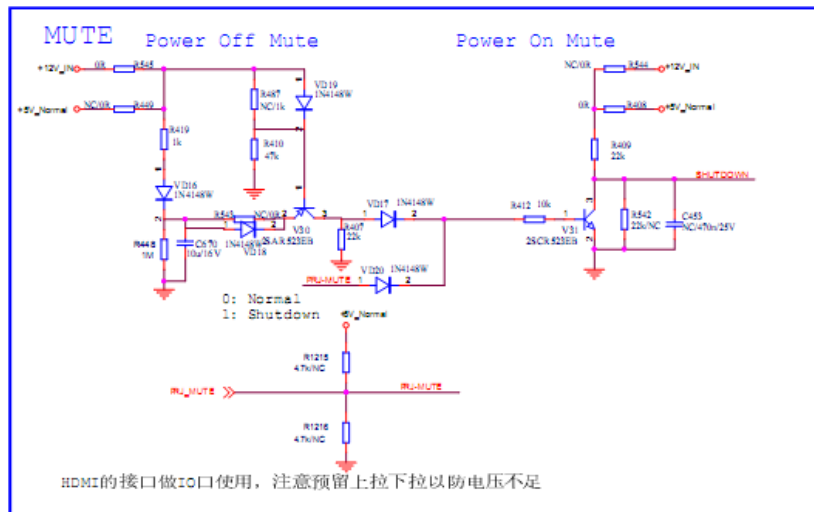 MUTE
Power Off Mute
Power On Mute
+12V_IN
0R
R545
NC/0R
R544
+12V_IN
+5V_Normal
NC/0R
R449
R487
NC/1k
VD19
1N4148W
0R
R408
+5V_Normal
R419
1k
R410
47k
R409
22k
SHUTDOWN
VD16
1N4148W
R543
NC/0R
VD17
1N4148W
R412
10k
R448
1M
C670
10u/16V
1N4148W
VD18
V30
2SAR523EB
R407
22k
V31
2SCR523EB
R542
22k/NC
C453
NC/470n/25V
PRJ-MUTE
VD20
1N4148W
0: Normal
1: Shutdown
+5V_Normal
R1215
4.7k/NC
PRJ_MUTE
PRJ-MUTE
R1216
4.7k/NC
HDMI的接口做IO口使用，注意预留上拉下拉以防电压不足